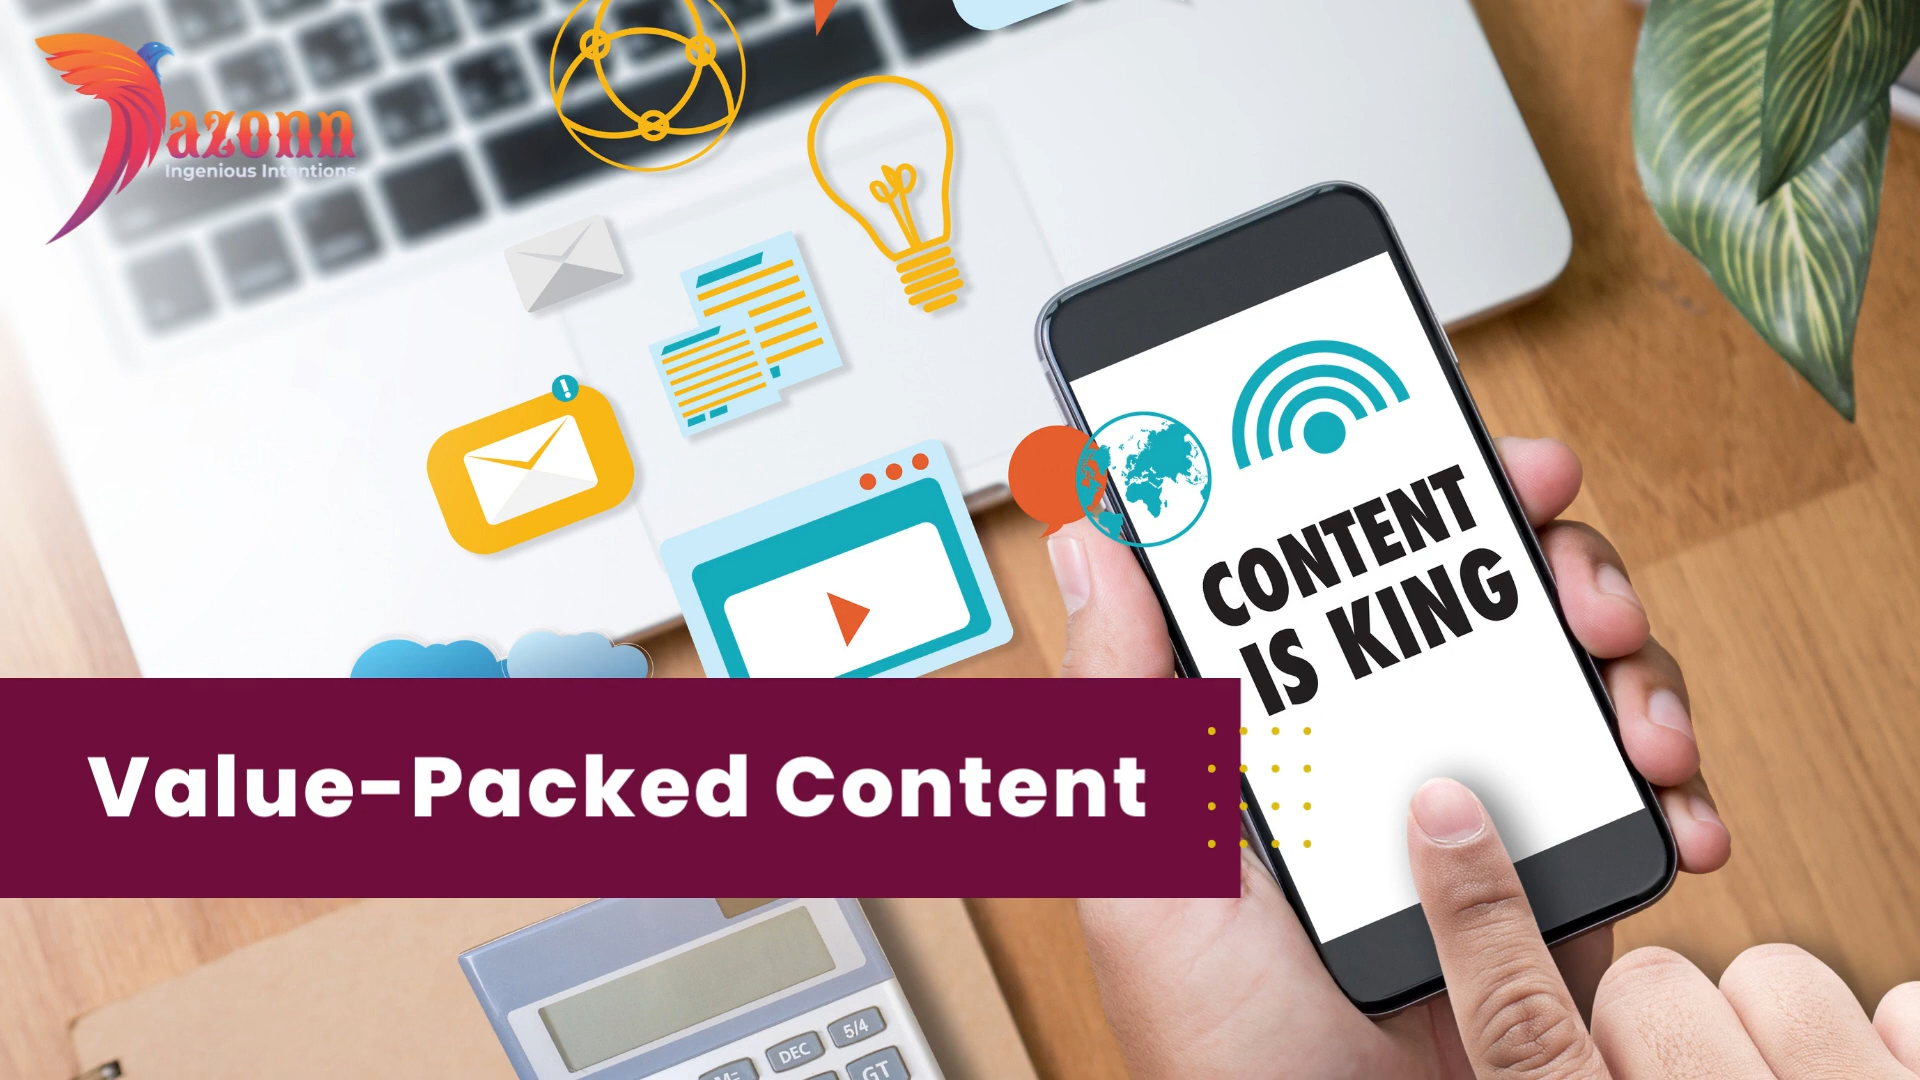 azonn
Ingenious Intentions
CONTENT
IS KING
Value-Packed Content
5/4
DEC
M=
GT